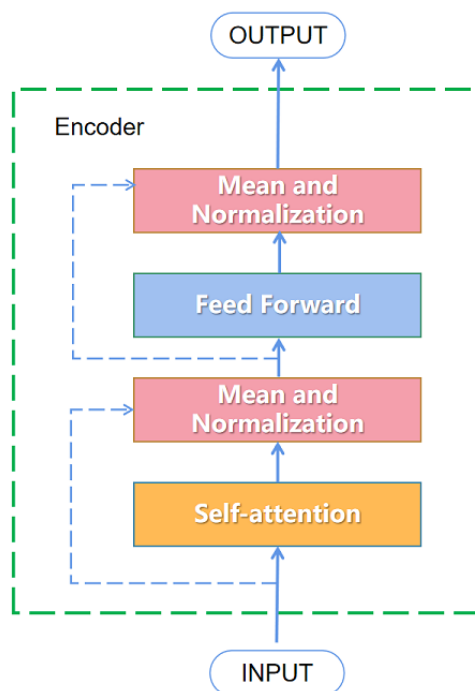 OUTPUT
Encoder
Mean and
Normalization
Feed Forward
Mean and
Normalization
Self-attention
INPUT